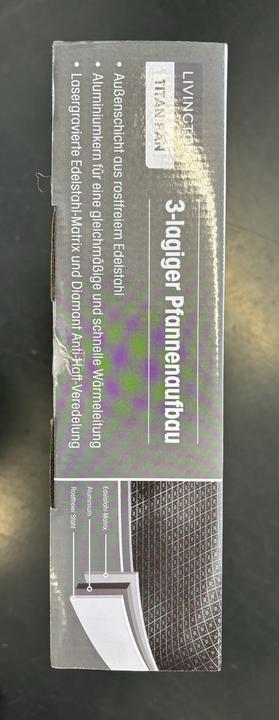 LIVINGTON
TITAN PAN
3-lagiger Pfannenaufbau
• Außenschicht aus rostfreiem Edelstahl
• Aluminiumkern für eine gleichmäßige und schnelle Wärmeleitung
• Lasergravierte Edelstahl-Matrix und Diamant Anti-Haft-Veredelung
Edelstahl-Matrix
Aluminium
Rostfreier Stahl